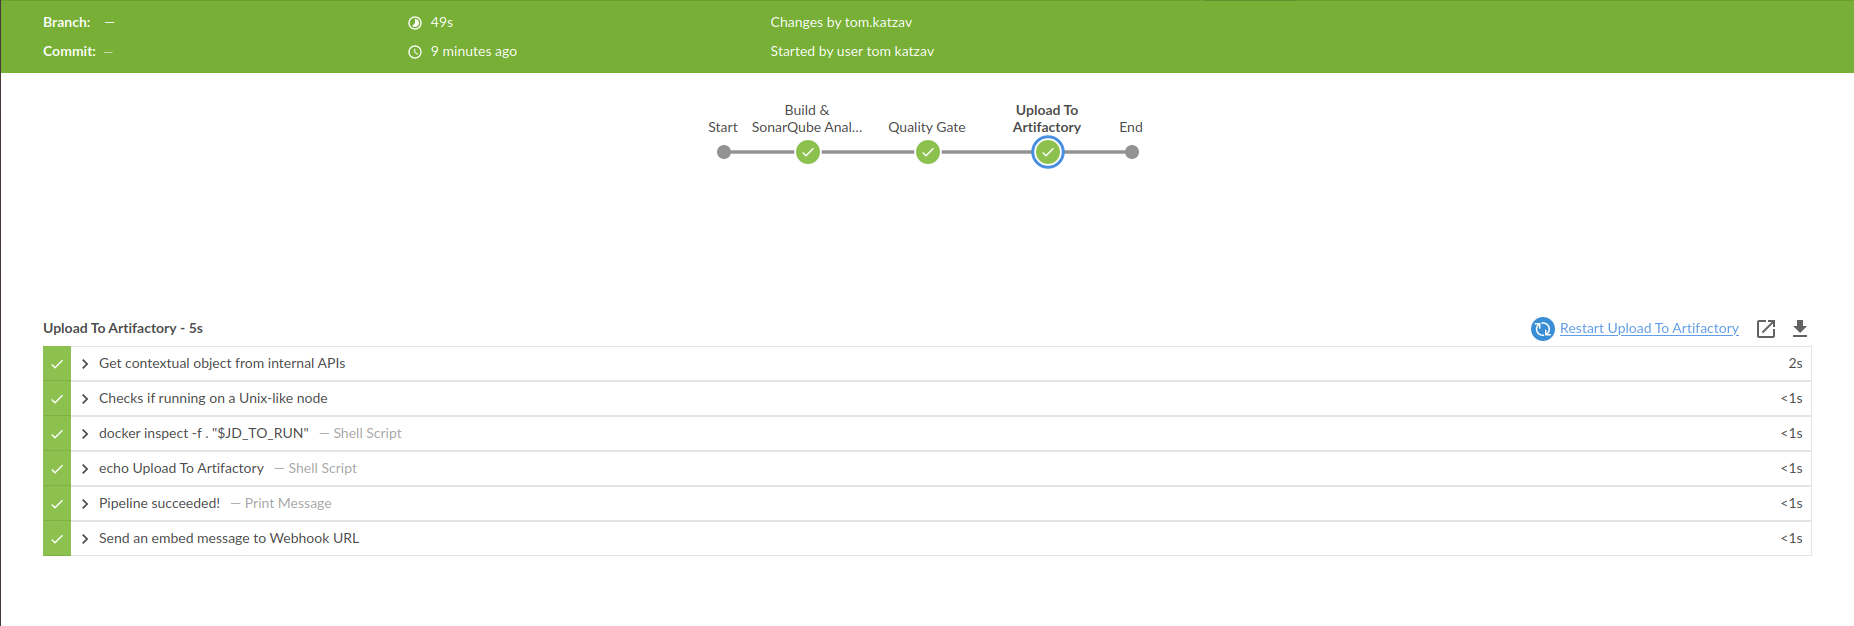 Branch: —
49s
Changes by tom.katzav
Commit: —
9 minutes ago
Started by user tom katzav
Start
Build &
SonarQube Anal...
Quality Gate
Upload To
Artifactory
End
Upload To Artifactory - 5s
Restart Upload To Artifactory
Get contextual object from internal APIs
2s
Checks if running on a Unix-like node
<1s
docker inspect -f . "$JD_TO_RUN" — Shell Script
<1s
echo Upload To Artifactory — Shell Script
<1s
Pipeline succeeded! — Print Message
<1s
Send an embed message to Webhook URL
<1s